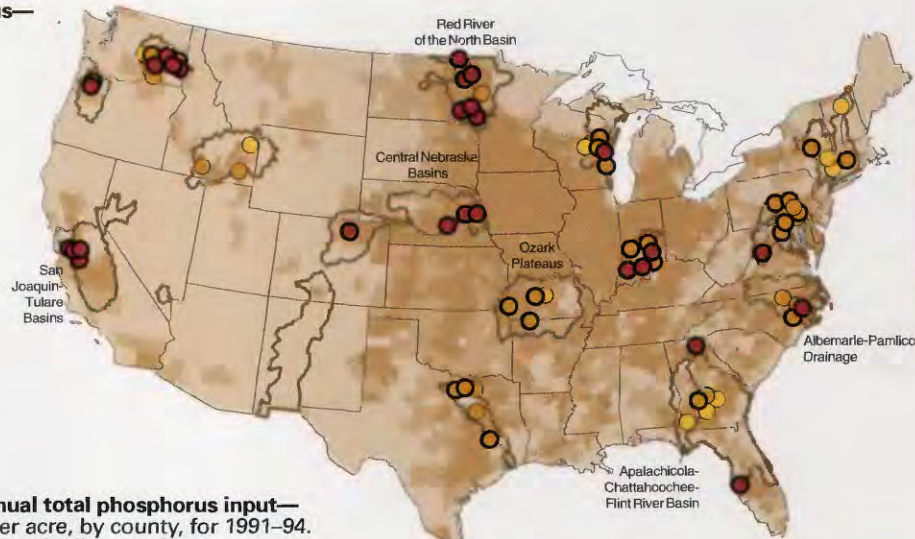 us—
Red River
of the North Basin
Central Nebraska
Basins
Ozark
Plateaus
San
Joaquin-
Tulare
Basins
Albemarle-Pamlico
Drainage
Apalachicola-
Chattahoochee-
Flint River Basin
nual total phosphorus input—
er acre, by county, for 1991–94.